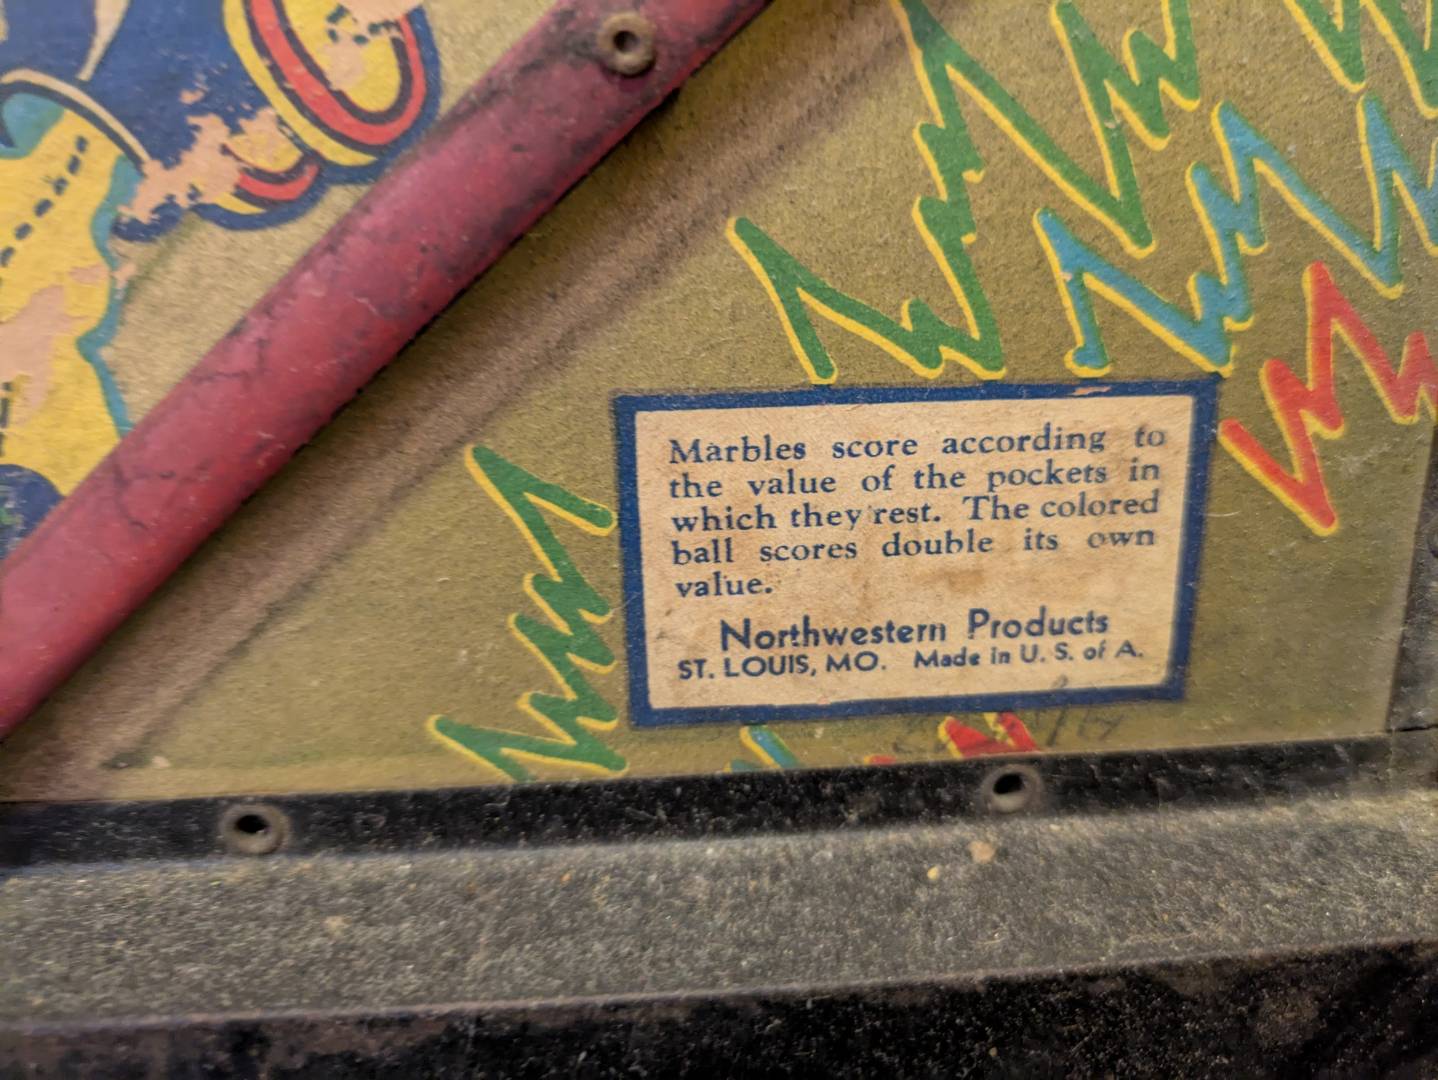 Marbles score according to
the value of the pockets in
which they rest. The colored
ball scores double its own
value.
Northwestern Products
ST. LOUIS, MO. Made in U. S. of A.